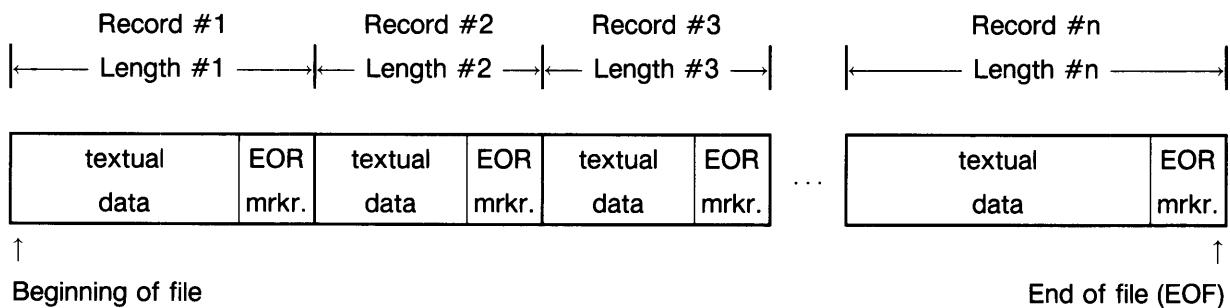 Record #1 Record #2 Record #3 Record #n
Length #1 Length #2 Length #3 Length #n
textual EOR textual EOR textual EOR textual EOR
data mrkr. data mrkr. data mrkr. ... data mrkr.
Beginning of file End of file (EOF)